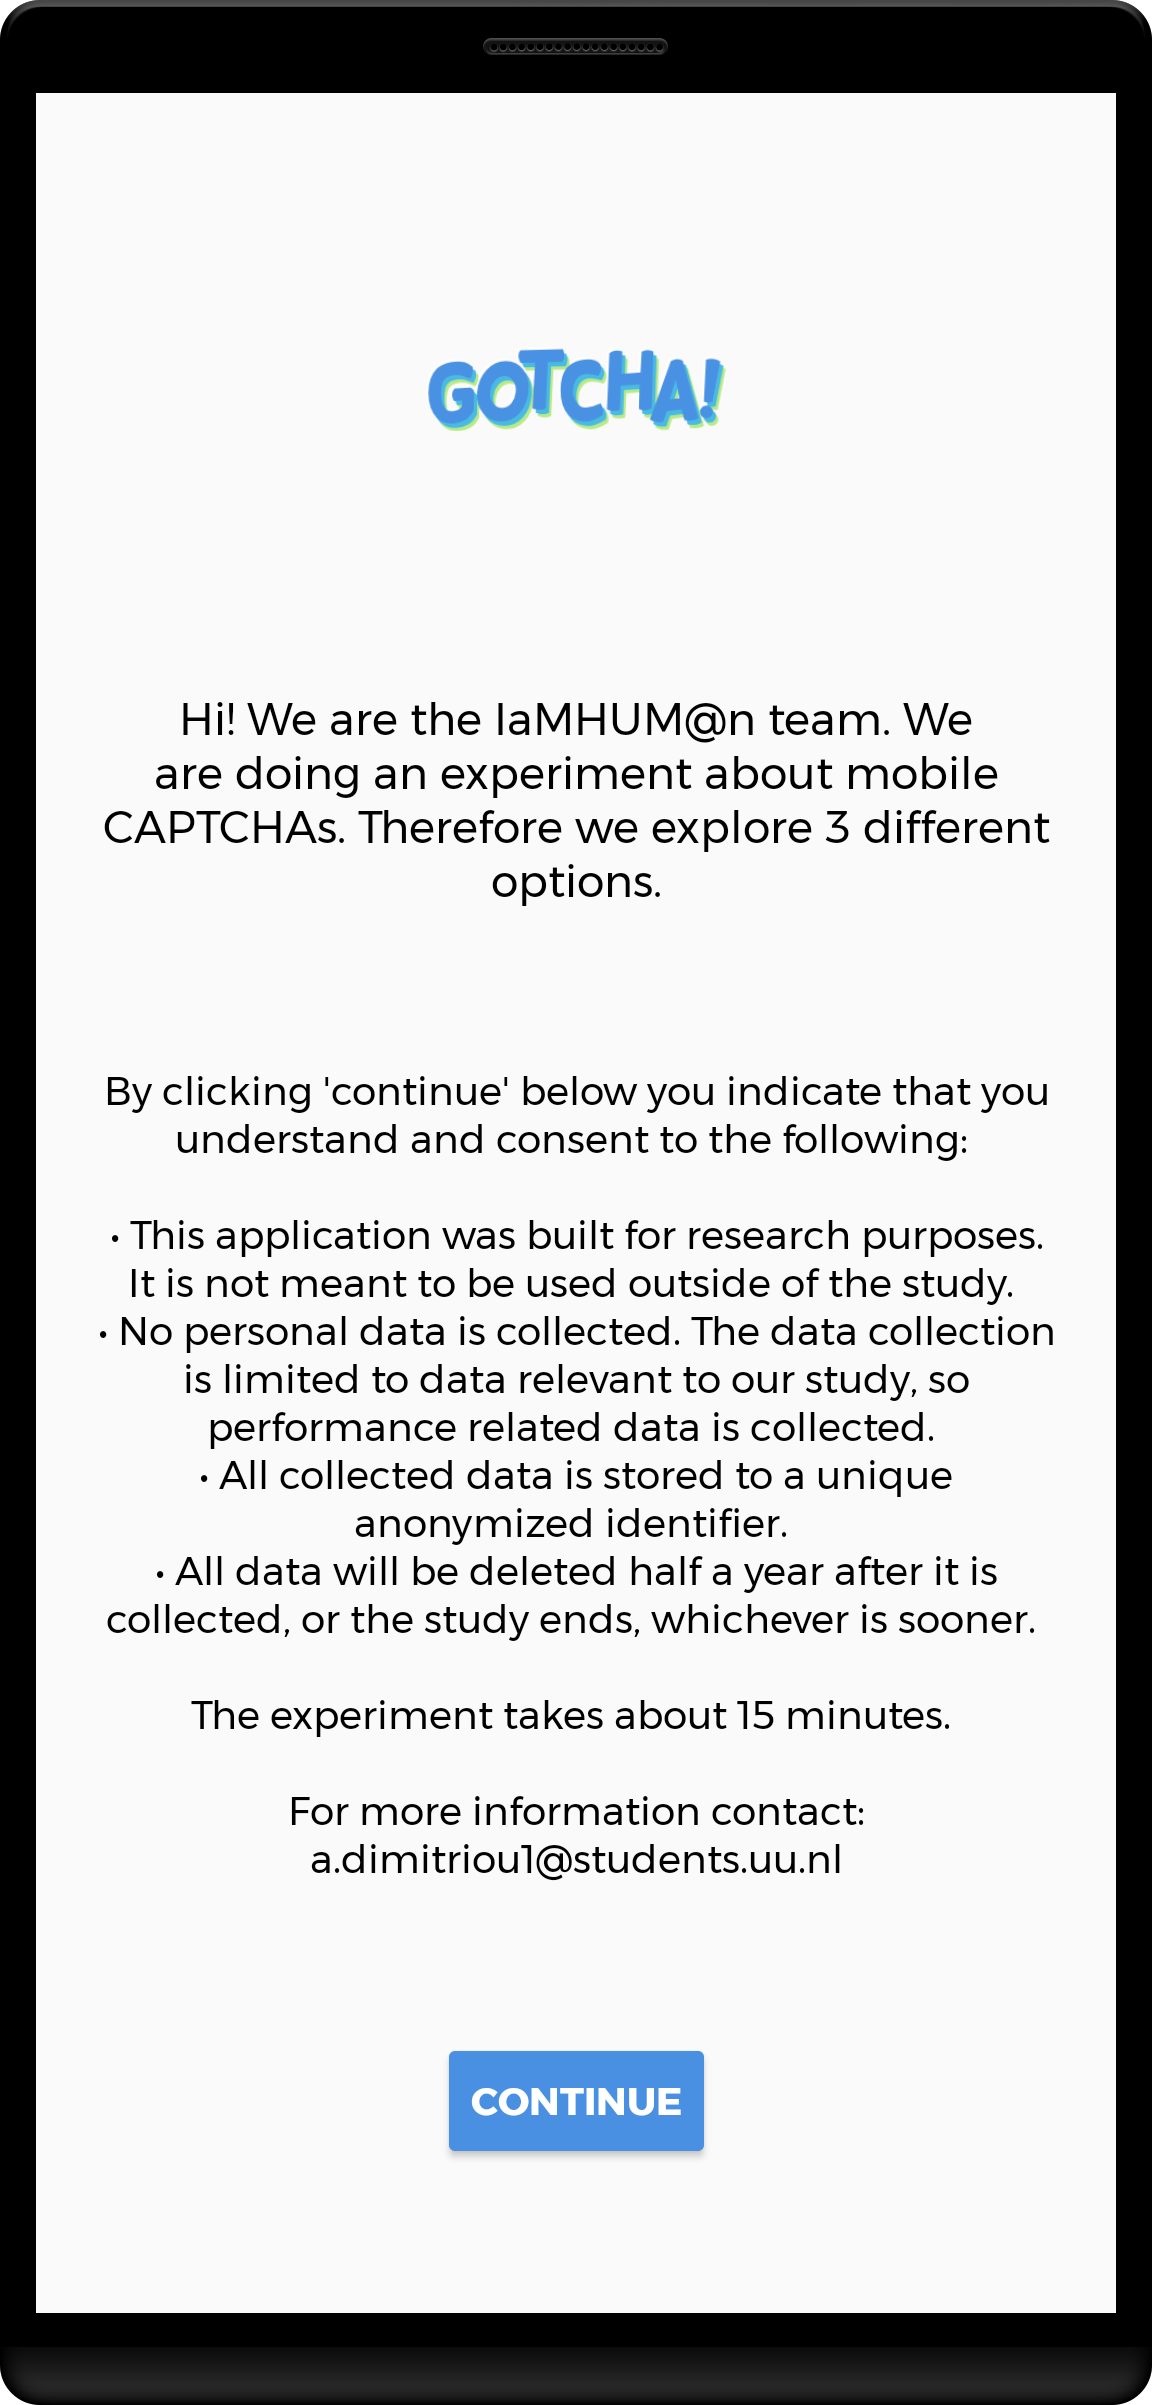 GOTCHA!
Hi! We are the IaMHUM@n team. We
are doing an experiment about mobile
CAPTCHAs. Therefore we explore 3 different
options.
By clicking 'continue' below you indicate that you
understand and consent to the following:
• This application was built for research purposes.
It is not meant to be used outside of the study.
• No personal data is collected. The data collection
is limited to data relevant to our study, so
performance related data is collected.
• All collected data is stored to a unique
anonymized identifier.
• All data will be deleted half a year after it is
collected, or the study ends, whichever is sooner.
The experiment takes about 15 minutes.
For more information contact:
a.dimitriou1@students.uu.nl
CONTINUE